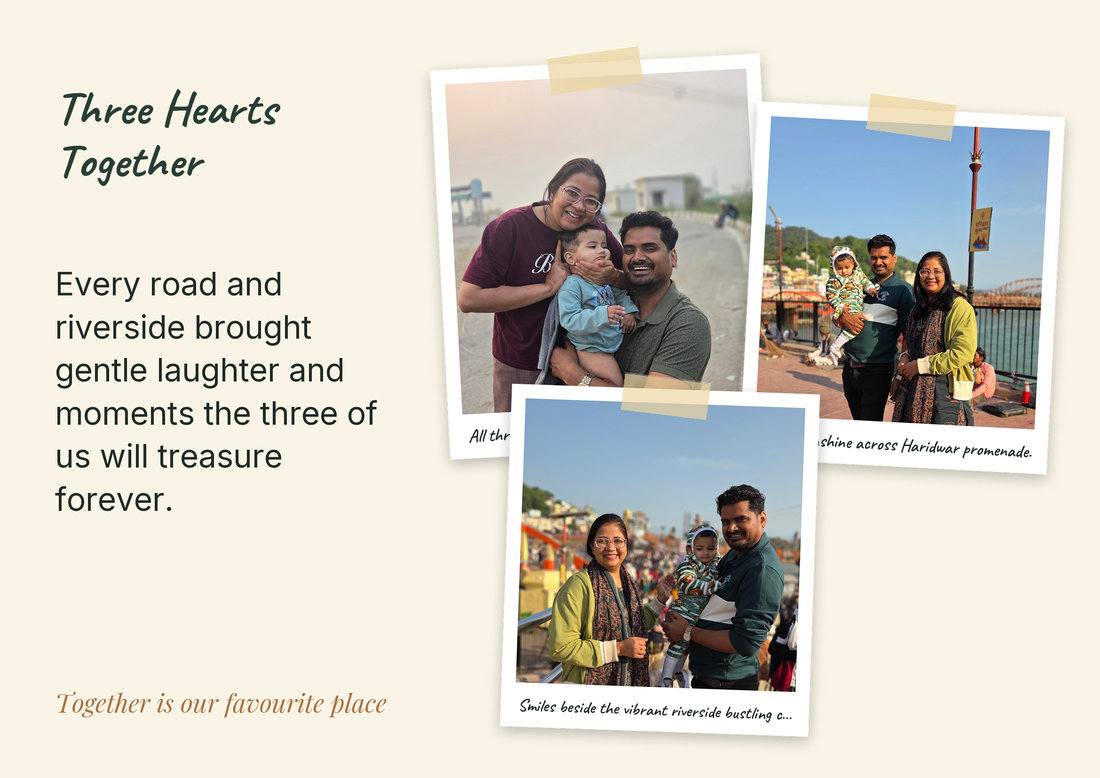 Three Hearts
Together
Every road and
riverside brought
gentle laughter and
moments the three of
us will treasure
forever.
Together is our favourite place
B
All thr
nshine across Haridwar promenade.
Smiles beside the vibrant riverside bustling c...